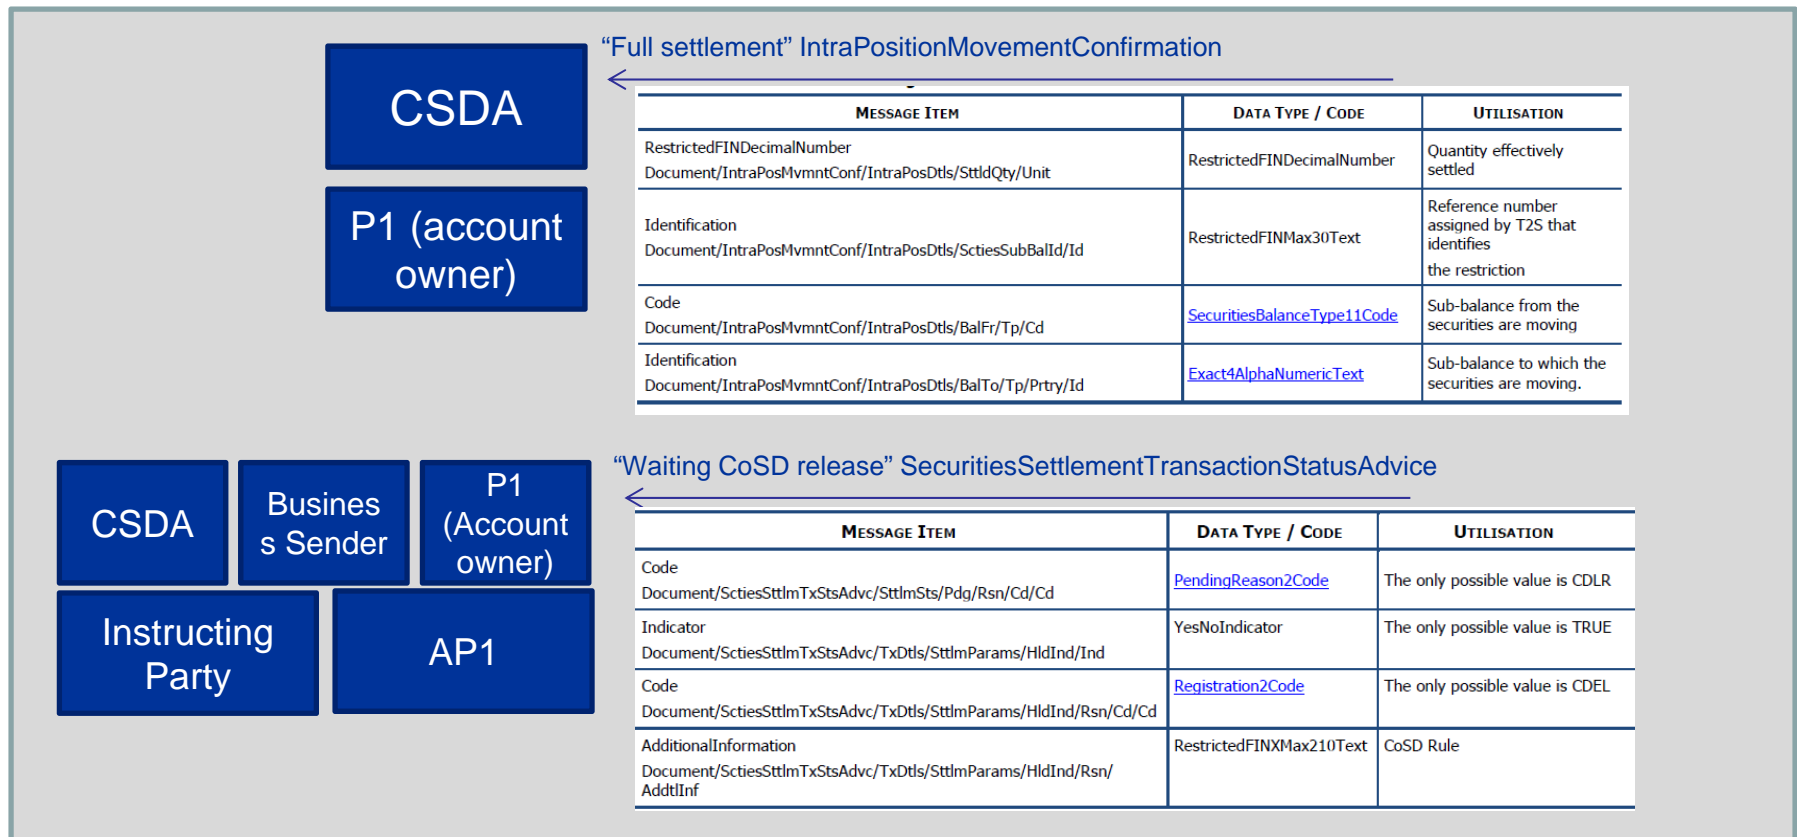 “Full settlement” IntraPositionMovementConfirmation
CSDA
P1 (account
owner)
MESSAGE ITEM DATA TYPE / CODE UTILISATION
RestrictedFINDecimalNumber
Document/IntraPosMvmntConf/IntraPosDtls/SttldQty/Unit
RestrictedFINDecimalNumber
Quantity effectively
settled
Identification
Document/IntraPosMvmntConf/IntraPosDtls/SctiesSubBalId/Id
RestrictedFINMax30Text
Reference number
assigned by T2S that
identifies
the restriction
Code
Document/IntraPosMvmntConf/IntraPosDtls/BalFr/Tp/Cd
SecuritiesBalanceType11Code
Sub-balance from the
securities are moving
Identification
Document/IntraPosMvmntConf/IntraPosDtls/BalTo/Tp/Prtry/Id
Exact4AlphaNumericText
Sub-balance to which the
securities are moving.
“Waiting CoSD release” SecuritiesSettlementTransactionStatusAdvice
CSDA
Busines
s Sender
P1
(Account
owner)
Instructing
Party
AP1
MESSAGE ITEM DATA TYPE / CODE UTILISATION
Code
Document/SctiesSttlmTxStsAdvc/SttlmSts/Pdg/Rsn/Cd/Cd
PendingReason2Code
The only possible value is CDLR
Indicator
Document/SctiesSttlmTxStsAdvc/TxDtls/SttlmParams/HldInd/Ind
YesNoIndicator
The only possible value is TRUE
Code
Document/SctiesSttlmTxStsAdvc/TxDtls/SttlmParams/HldInd/Rsn/Cd/Cd
Registration2Code
The only possible value is CDEL
AdditionalInformation
Document/SctiesSttlmTxStsAdvc/TxDtls/SttlmParams/HldInd/Rsn/
AddtlInf
RestrictedFINXMax210Text
CoSD Rule